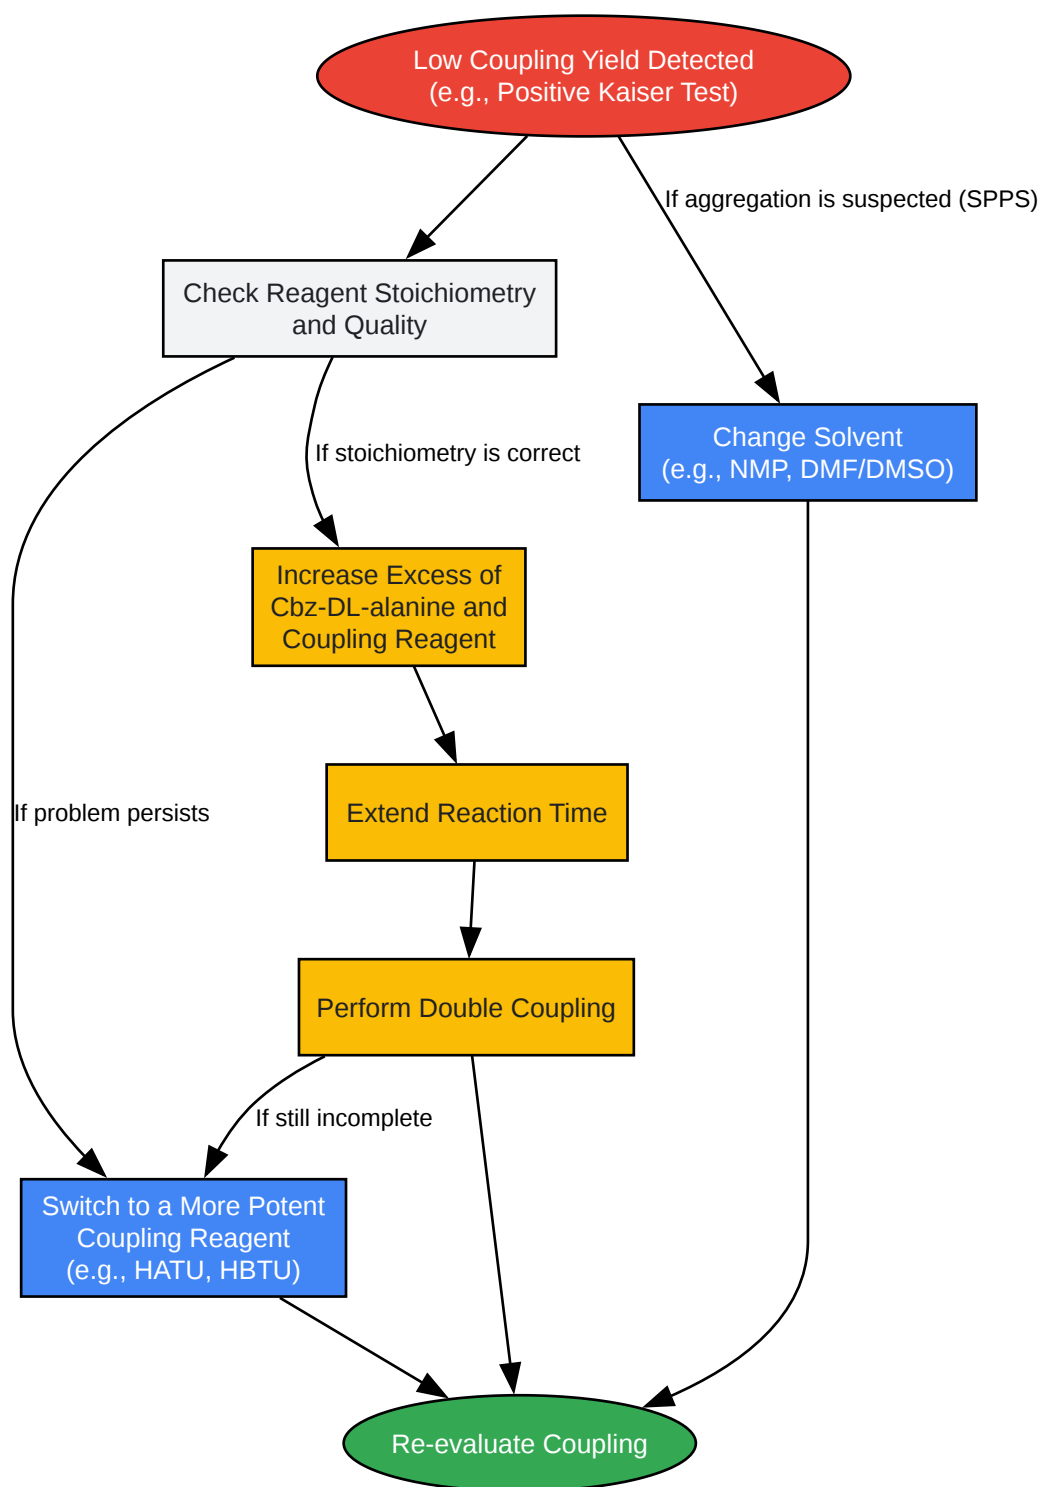 Low Coupling Yield Detected
(e.g., Positive Kaiser Test)
If aggregation is suspected (SPPS)
Check Reagent Stoichiometry
and Quality
Change Solvent
(e.g., NMP, DMF/DMSO)
If stoichiometry is correct
Increase Excess of
Cbz-DL-alanine and
Coupling Reagent
If problem persists
Extend Reaction Time
Perform Double Coupling
If still incomplete
Switch to a More Potent
Coupling Reagent
(e.g., HATU, HBTU)
Re-evaluate Coupling